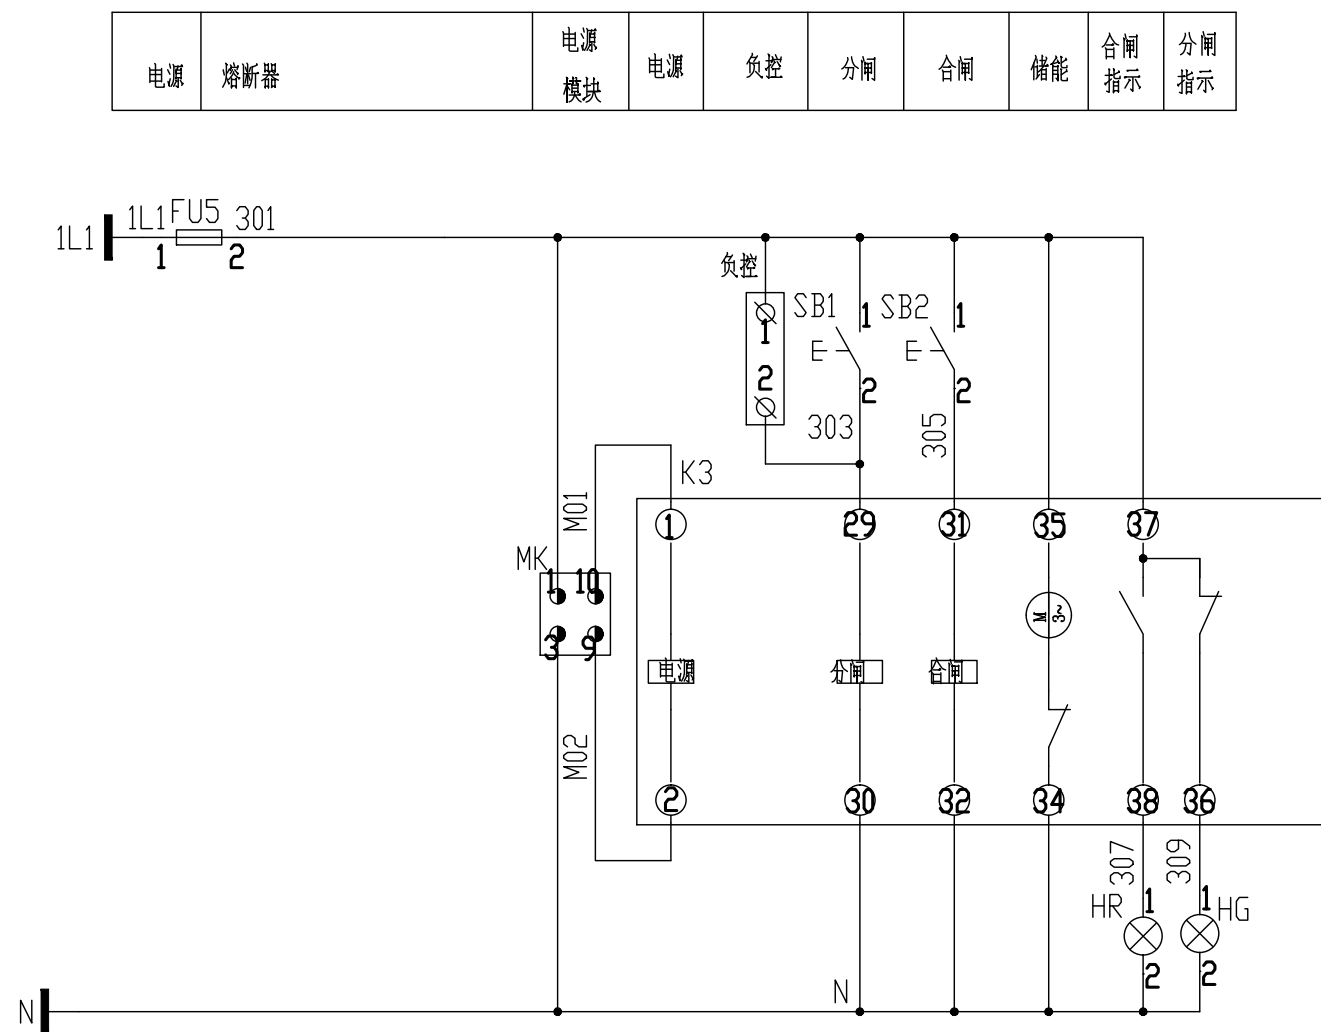 电源
熔断器
电源
模块
电源
负控
分闸
合闸
储能
合闸
指示
分闸
指示
1L1
1L1
FU5
301
1
2
负控
1
2
SB1
1
2
303
SB2
1
2
305
K3
M01
MK
1
10
3
9
M02
1
29
31
35
37
M
3~
电源
分闸
合闸
2
30
32
34
38
36
307
309
HR
1
2
1
HG
2
N
N